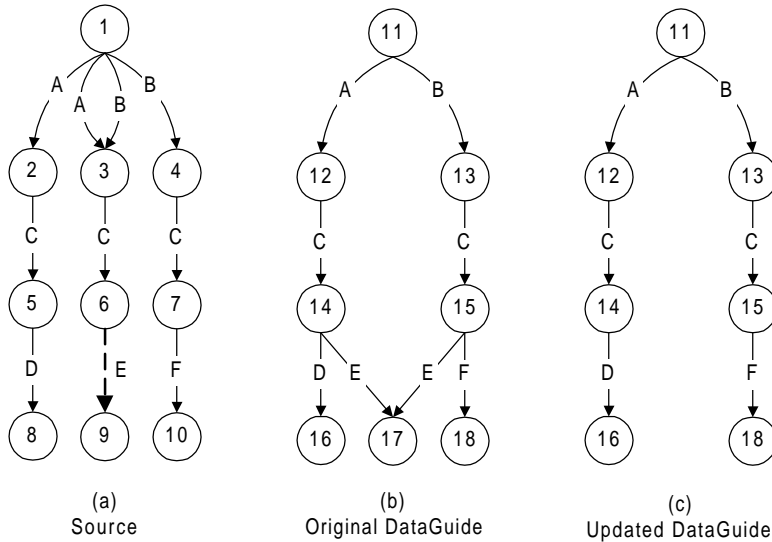 1
11
11
A
A
B
B
A
B
A
B
2
3
4
12
13
12
13
C
C
C
C
C
C
C
5
6
7
14
15
14
15
D
E
F
D
E
E
F
D
F
8
9
10
16
17
18
16
18
(a)
(b)
(c)
Source
Original DataGuide
Updated DataGuide